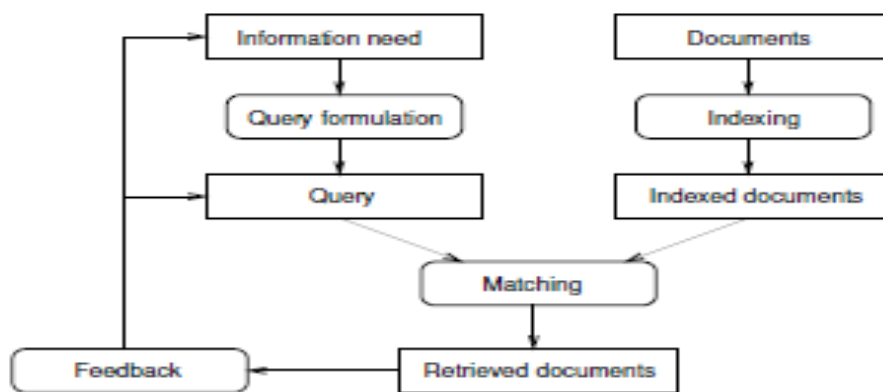 Information need
Documents
Query formulation
Indexing
Query
Indexed documents
Matching
Feedback
Retrieved documents